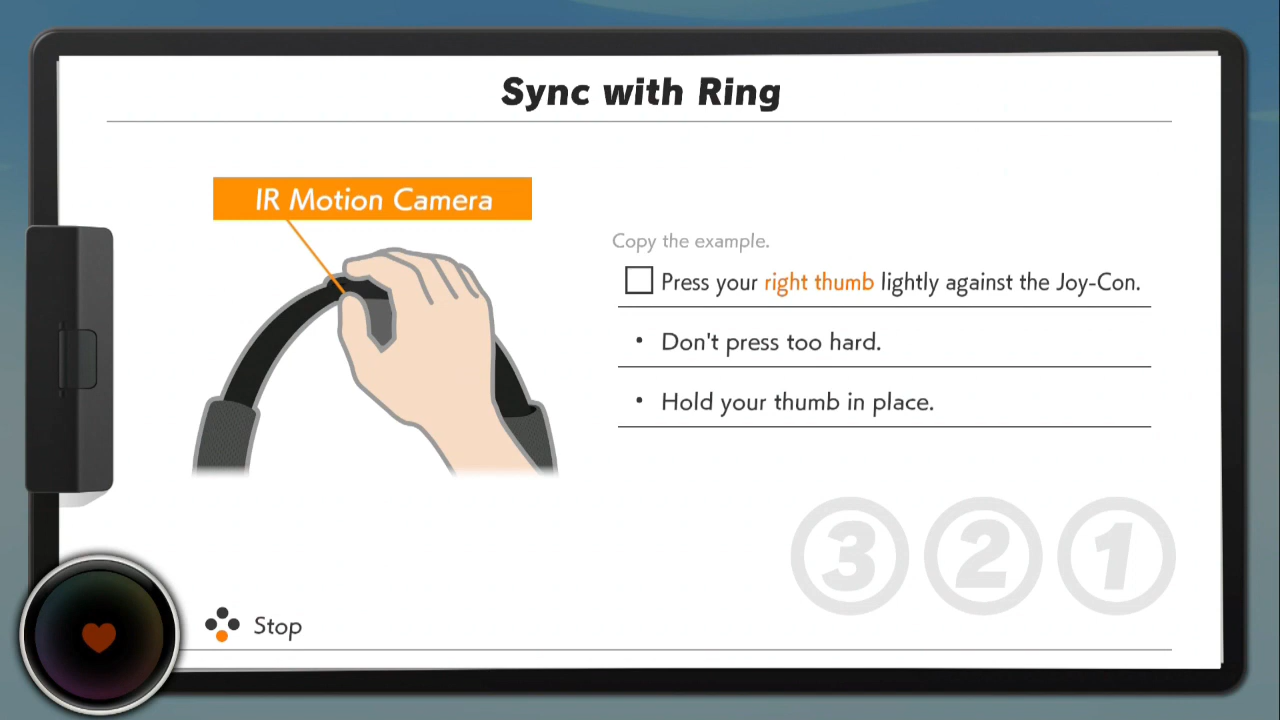 Sync with Ring
IR Motion Camera
Copy the example.
Press your right thumb lightly against the Joy-Con.
• Don't press too hard.
• Hold your thumb in place.
3 2 1
Stop